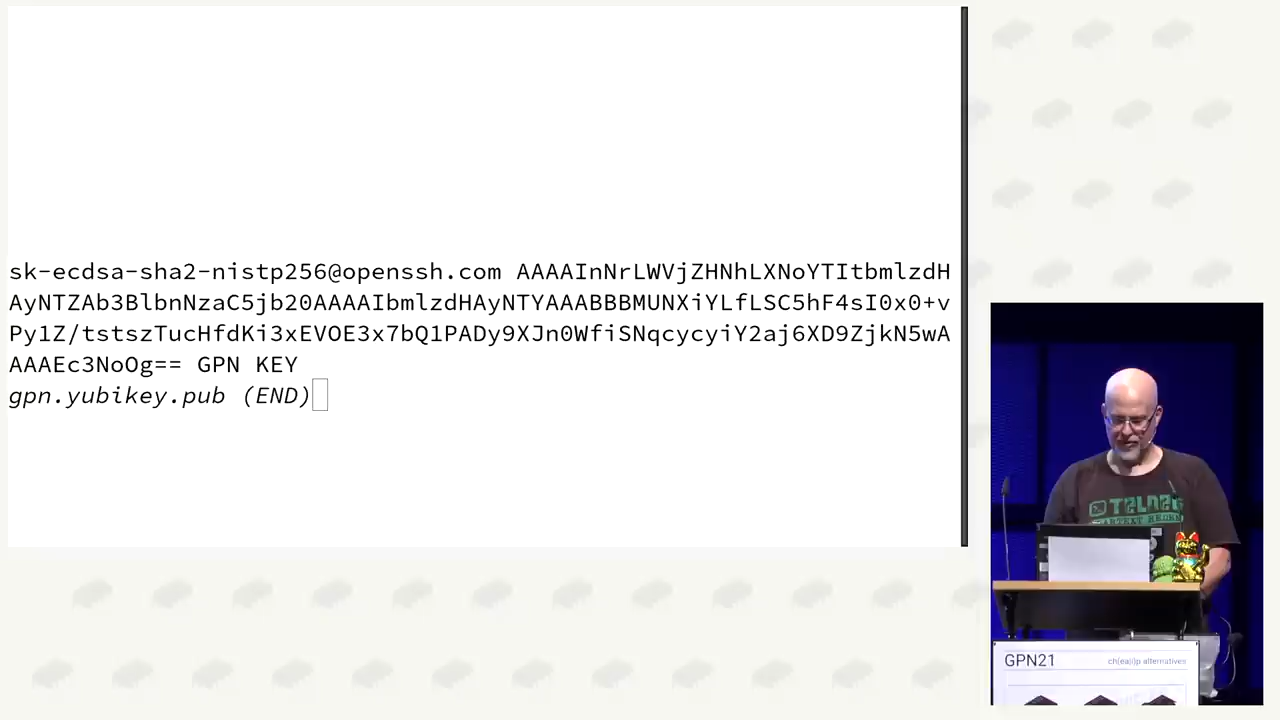 sk-ecdsa-sha2-nistp256@openssh.com AAAAInNrLWVjZHNhLXNoYTItbmlzdH
AyNTZAb3BlbnNzaC5jb20AAAAIbmlzdHAyNTYAAABBBMUNXiYLfLSC5hF4sI0x0+v
Py1Z/tstszTucHfdKi3xEVOE3x7bQ1PADy9XJn0WfiSNqcycyiY2aj6XD9ZjkN5wA
AAAEc3NoOg== GPN KEY
gpn.yubikey.pub (END)
TELNET
GPN21
ch(ea)p alternatives